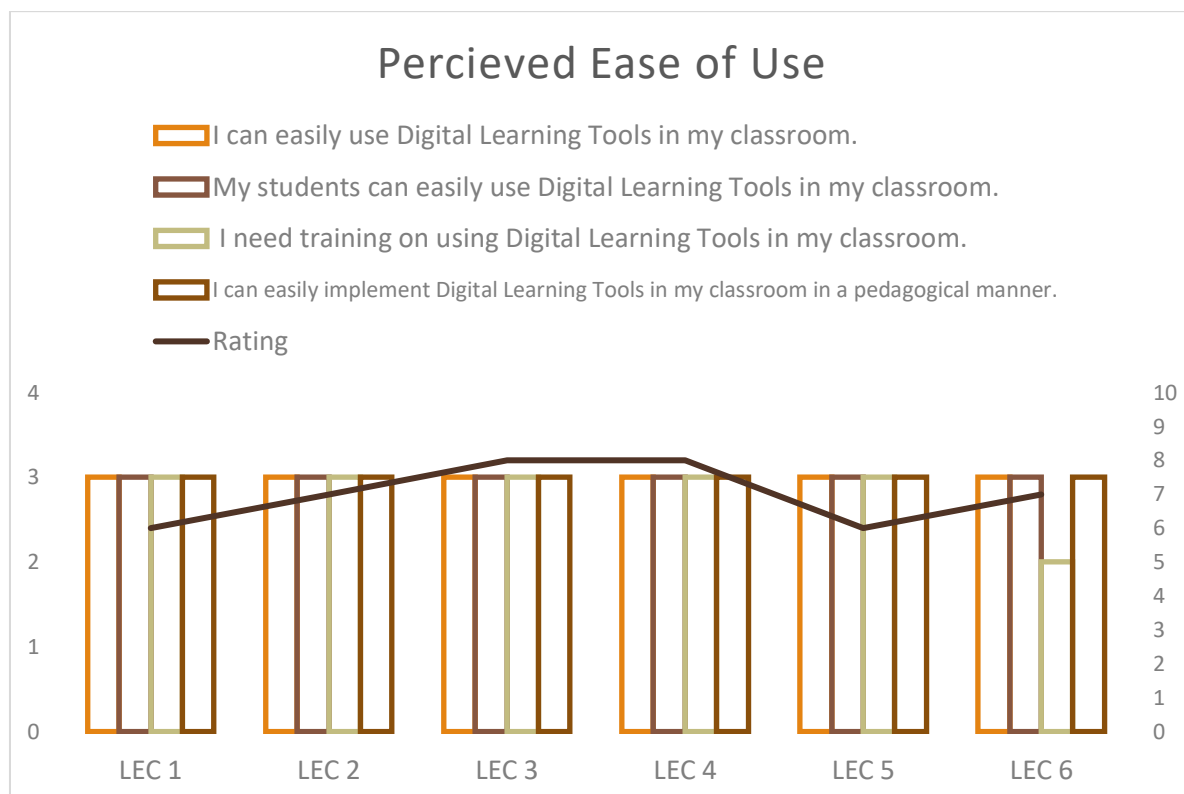 Percieved Ease of Use
I can easily use Digital Learning Tools in my classroom.
My students can easily use Digital Learning Tools in my classroom.
I need training on using Digital Learning Tools in my classroom.
I can easily implement Digital Learning Tools in my classroom in a pedagogical manner.
Rating
4
3
2
1
0
10
9
8
7
6
5
4
3
2
1
0
LEC 1 LEC 2 LEC 3 LEC 4 LEC 5 LEC 6